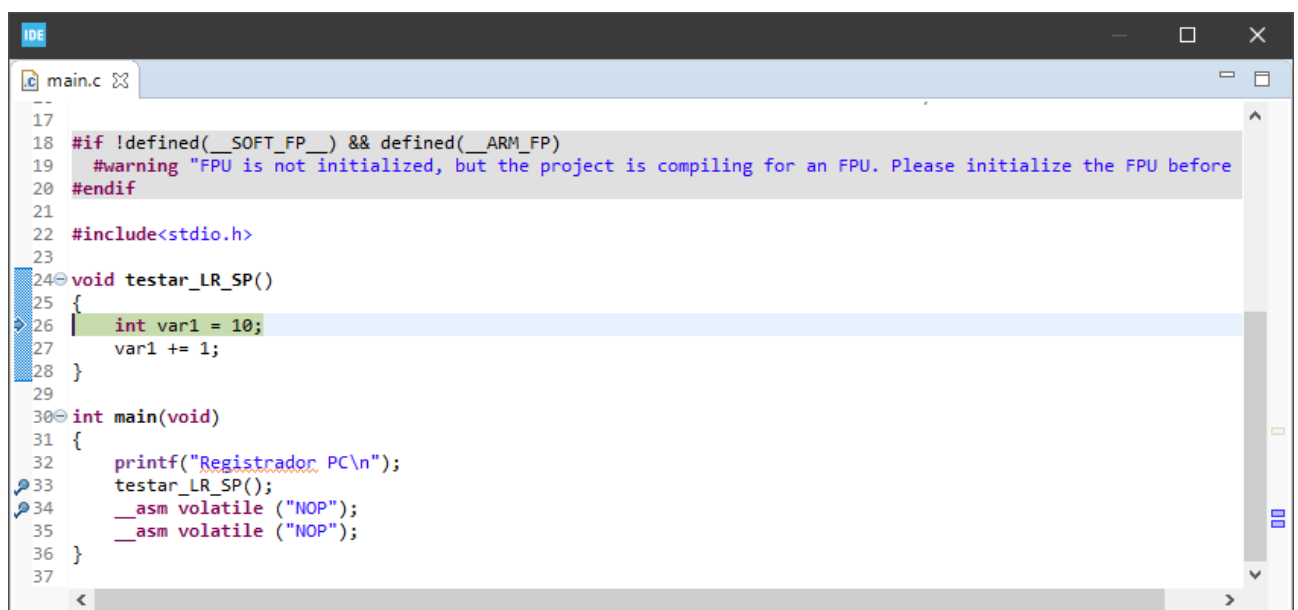 IDE
main.c
17
18 #if !defined(__SOFT_FP__) && defined(__ARM_FP)
19   #warning "FPU is not initialized, but the project is compiling for an FPU. Please initialize the FPU before
20 #endif
21
22 #include<stdio.h>
23
24 void testar_LR_SP()
25 {
26     int var1 = 10;
27     var1 += 1;
28 }
29
30 int main(void)
31 {
32     printf("Registrador PC\n");
33     testar_LR_SP();
34     __asm volatile ("NOP");
35     __asm volatile ("NOP");
36 }
37